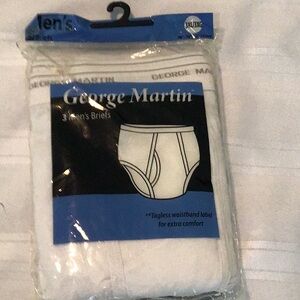 Men's
GEORGE MARTIN GEORGE MA
George Martin
3 Men's Briefs
*Tagless waistband label
for extra comfort